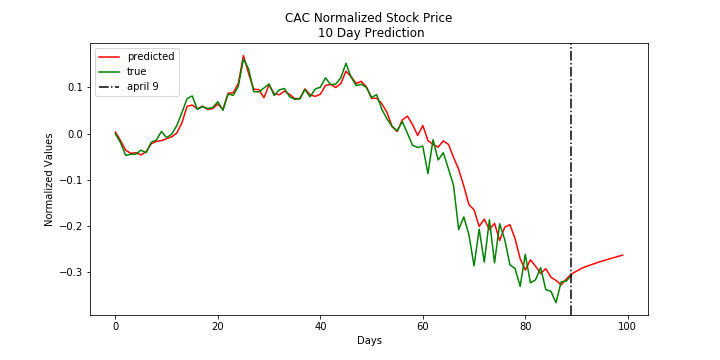 CAC Normalized Stock Price
10 Day Prediction
predicted
true
april 9
Normalized Values
0.1
0.0
−0.1
−0.2
−0.3
0 20 40 60 80 100
Days